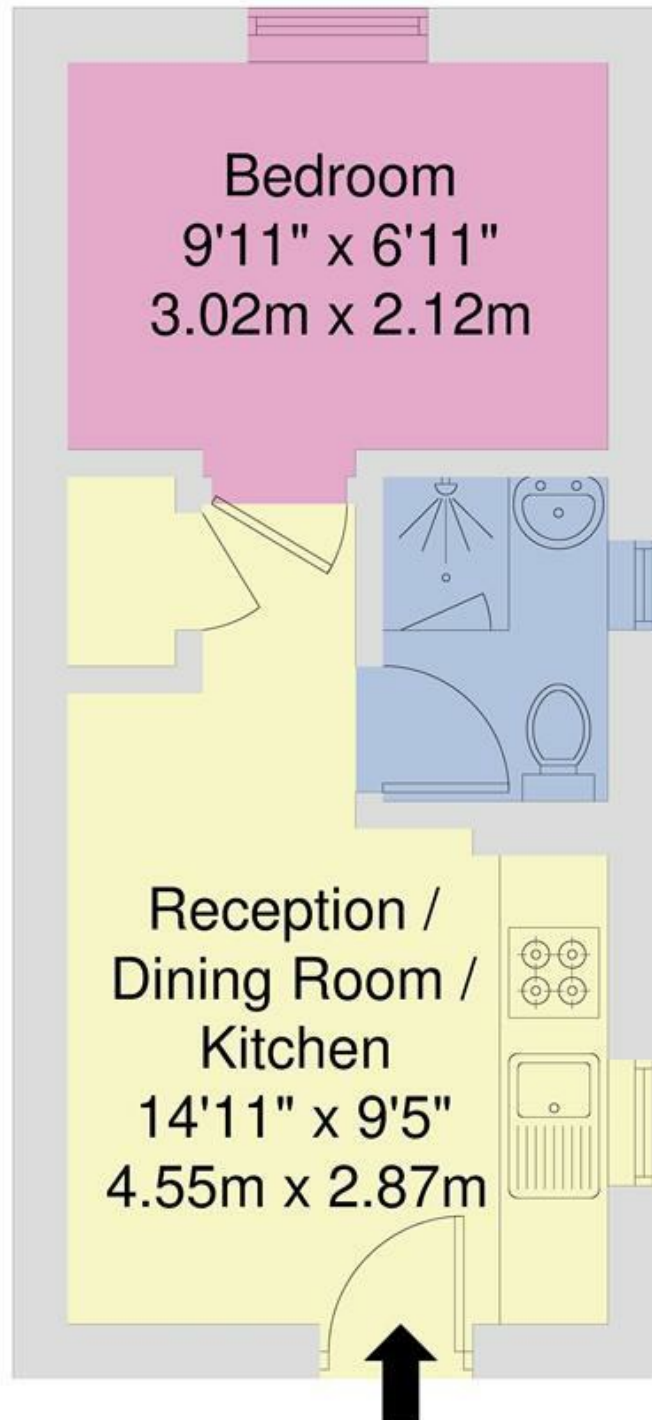 Bedroom
9'11" x 6'11"
3.02m x 2.12m
Reception /
Dining Room /
Kitchen
14'11" x 9'5"
4.55m x 2.87m